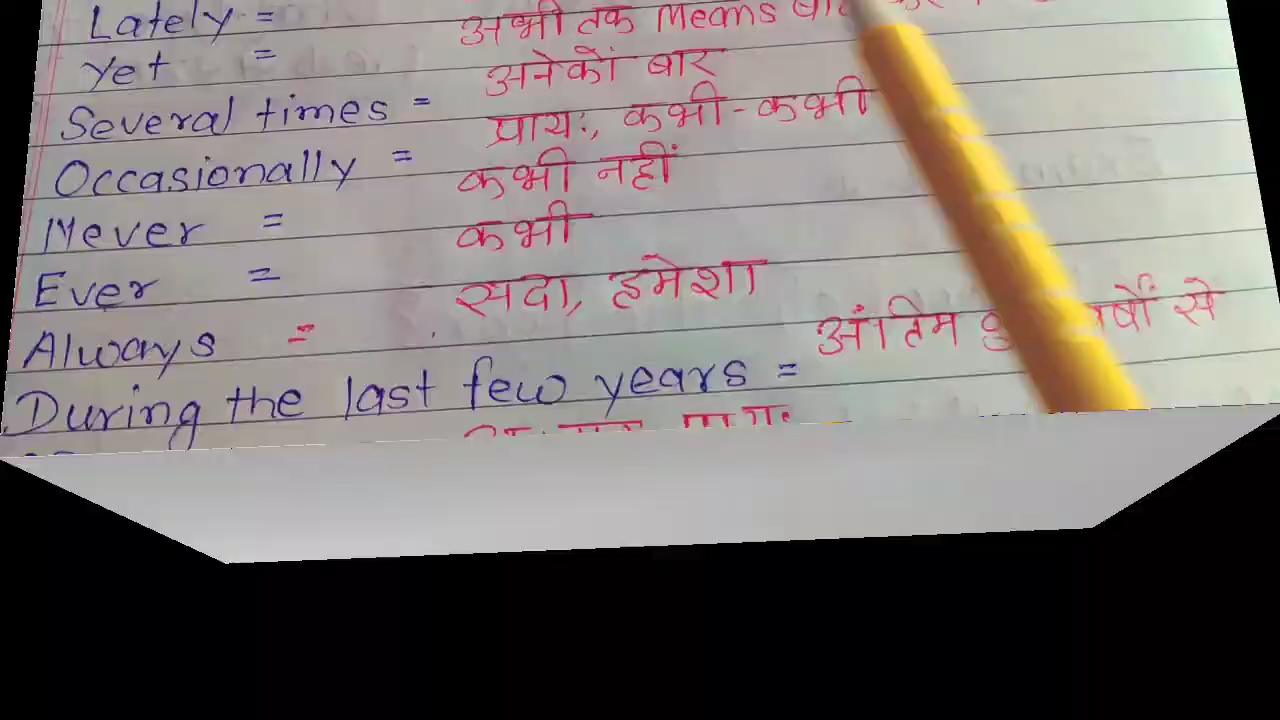 Lately =
Yet = अभी तक Means
Several times = अनेकों बार
Occasionally = प्रायः, कभी-कभी
Never = कभी नहीं
Ever = कभी
Always = सदा, हमेशा
During the last few years = अंतिम वर्षों से